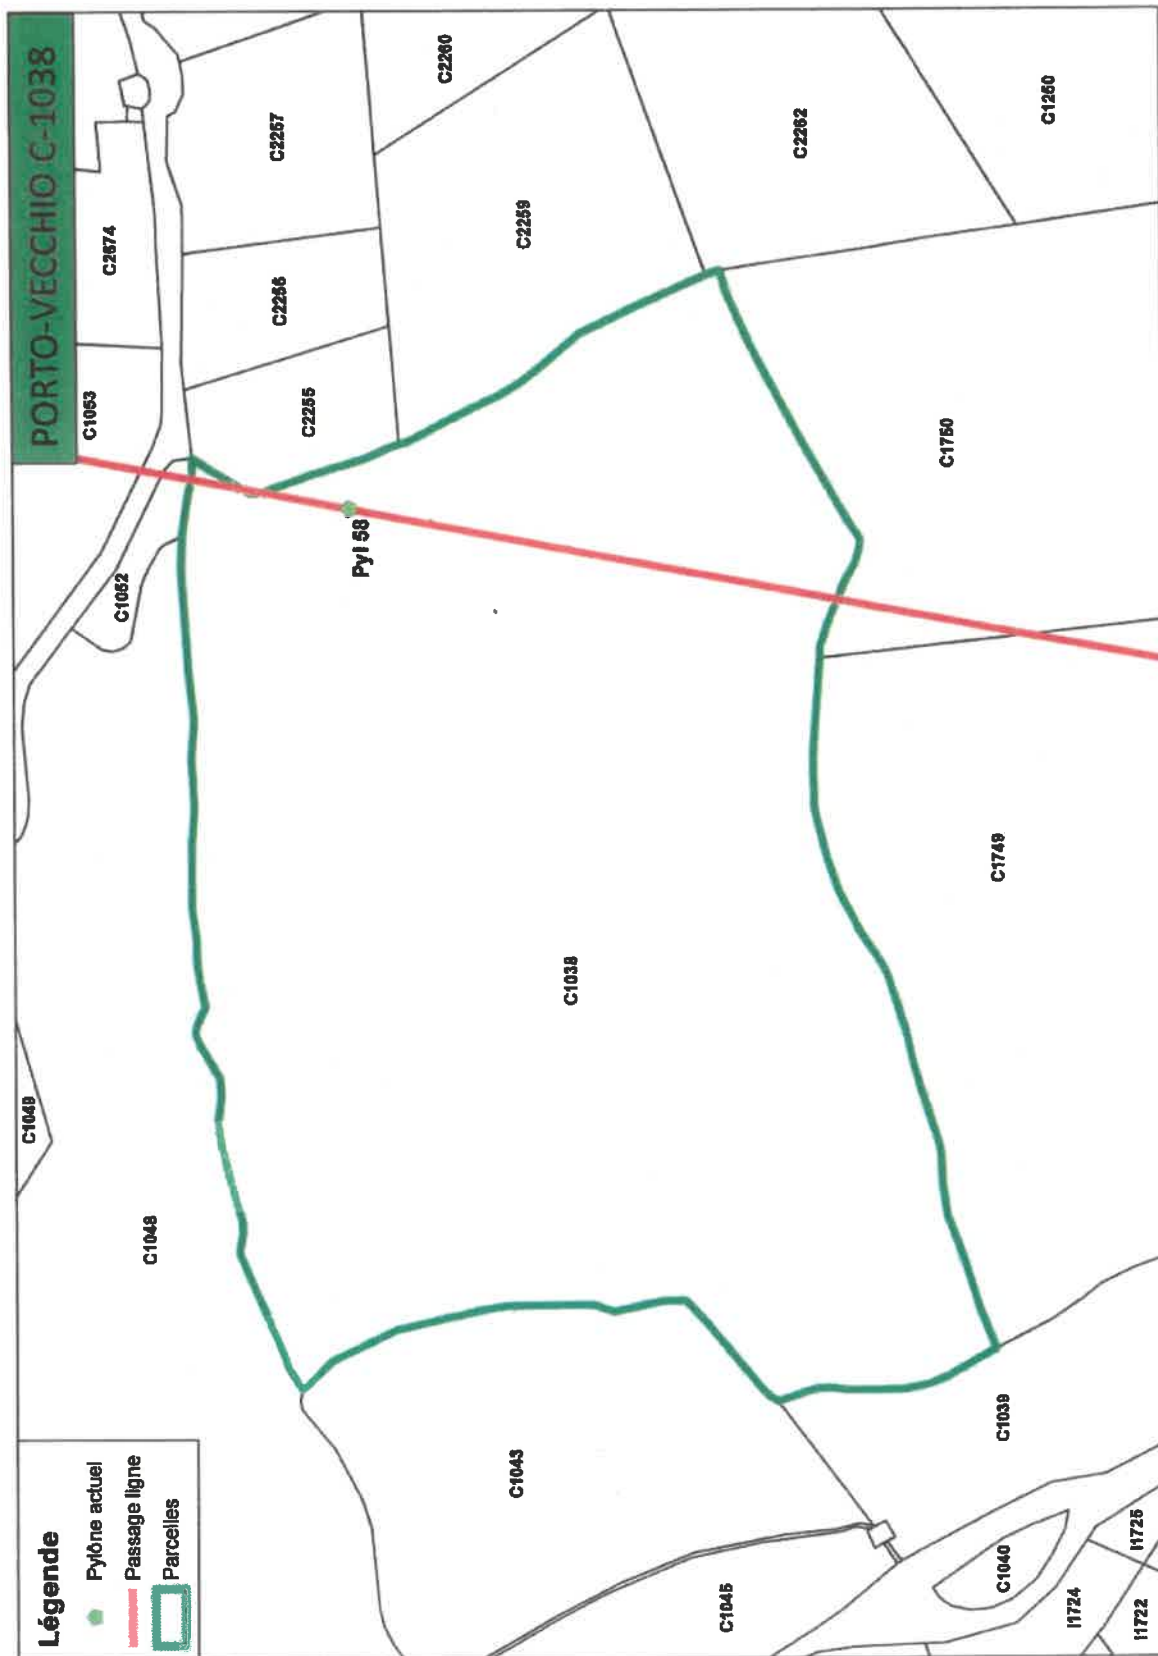 PORTO-VECCHIO C-1038
Légende
Pylône actuel
Passage ligne
Parcelles
C1049
C1048
C1052
C1053
C2674
C2255
C2256
C2257
C2260
C2259
C2262
C1260
Pyl 58
C1038
C1043
C1045
C1039
C1040
C1749
C1750
I1724
I1725
I1722